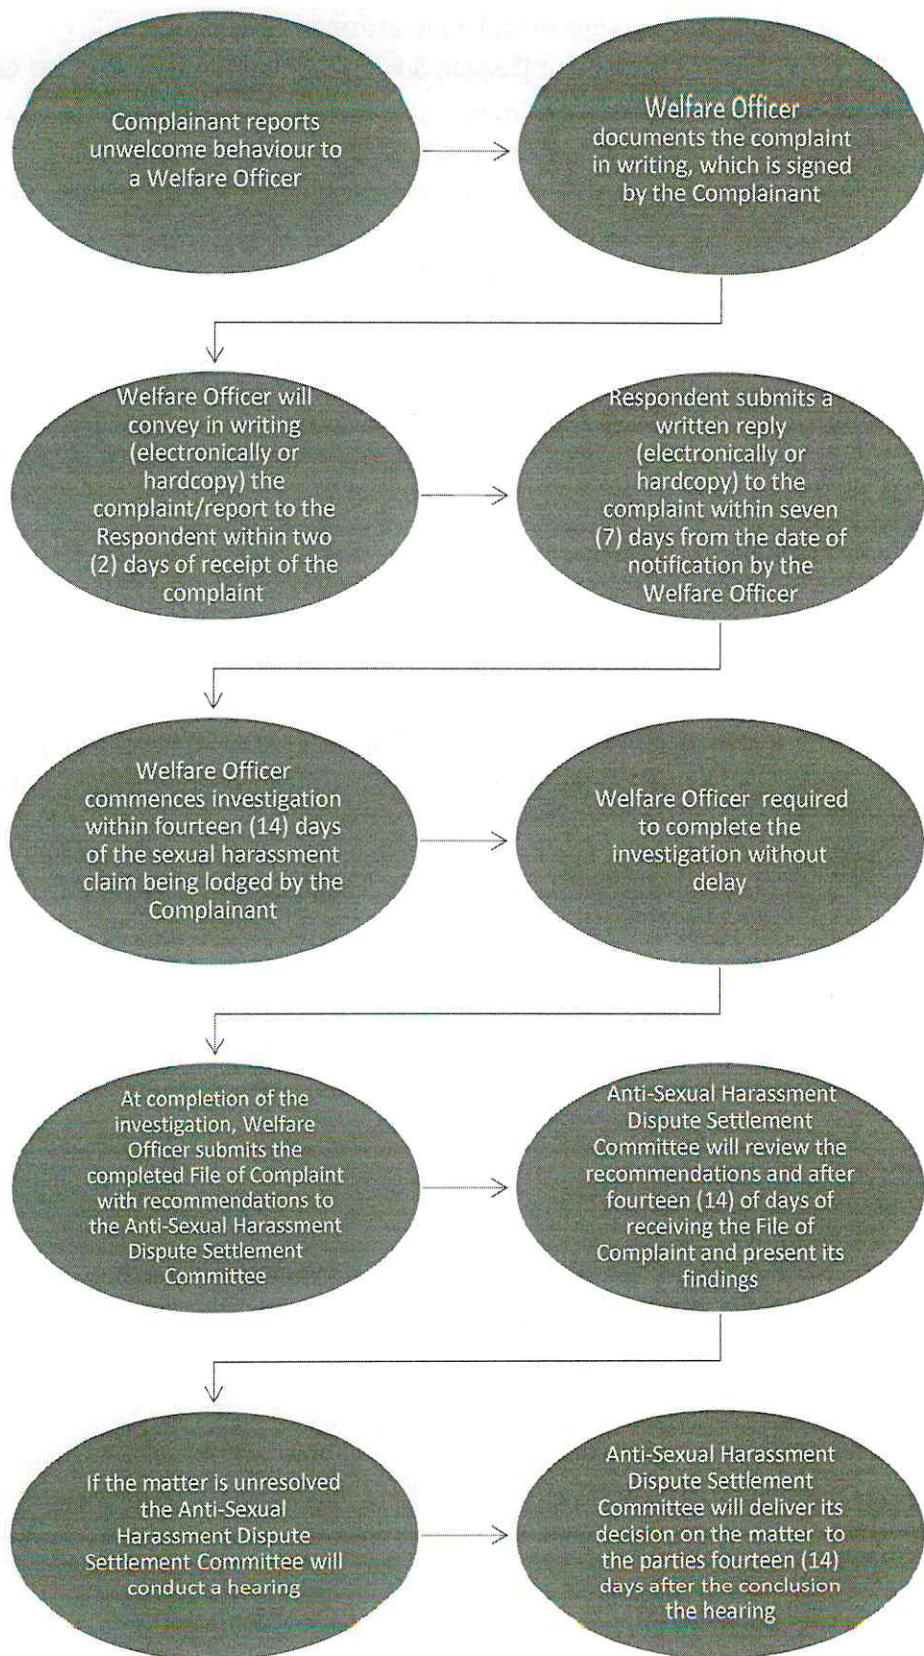 Complainant reports
unwelcome behaviour to
a Welfare Officer
Welfare Officer
documents the complaint
in writing, which is signed
by the Complainant
Welfare Officer will
convey in writing
(electronically or
hardcopy) the
complaint/report to the
Respondent within two
(2) days of receipt of the
complaint
Respondent submits a
written reply
(electronically or
hardcopy) to the
complaint within seven
(7) days from the date of
notification by the
Welfare Officer
Welfare Officer
commences investigation
within fourteen (14) days
of the sexual harassment
claim being lodged by the
Complainant
Welfare Officer required
to complete the
investigation without
delay
At completion of the
investigation, Welfare
Officer submits the
completed File of Complaint
with recommendations to
the Anti-Sexual Harassment
Dispute Settlement
Committee
Anti-Sexual Harassment
Dispute Settlement
Committee will review the
recommendations and after
fourteen (14) of days of
receiving the File of
Complaint and present its
findings
If the matter is unresolved
the Anti-Sexual
Harassment Dispute
Settlement Committee will
conduct a hearing
Anti-Sexual Harassment
Dispute Settlement
Committee will deliver its
decision on the matter to
the parties fourteen (14)
days after the conclusion
the hearing